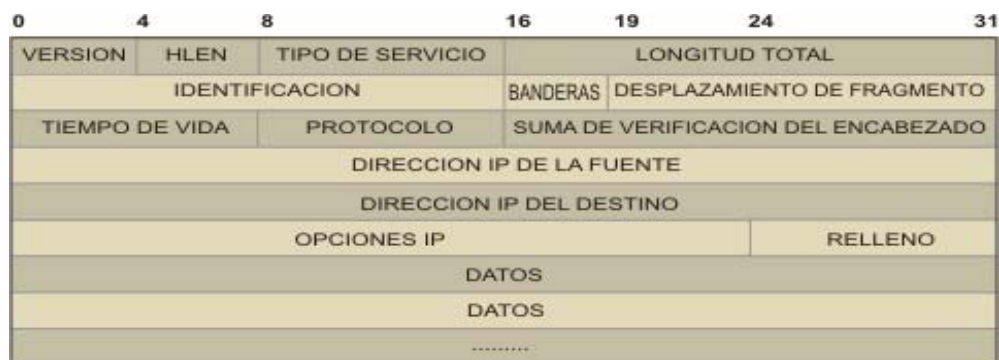 0 4 8 16 19 24 31
VERSION HLEN TIPO DE SERVICIO LONGITUD TOTAL
IDENTIFICACION BANDERAS DESPLAZAMIENTO DE FRAGMENTO
TIEMPO DE VIDA PROTOCOLO SUMA DE VERIFICACION DEL ENCABEZADO
DIRECCION IP DE LA FUENTE
DIRECCION IP DEL DESTINO
OPCIONES IP RELLENO
DATOS
DATOS
.........